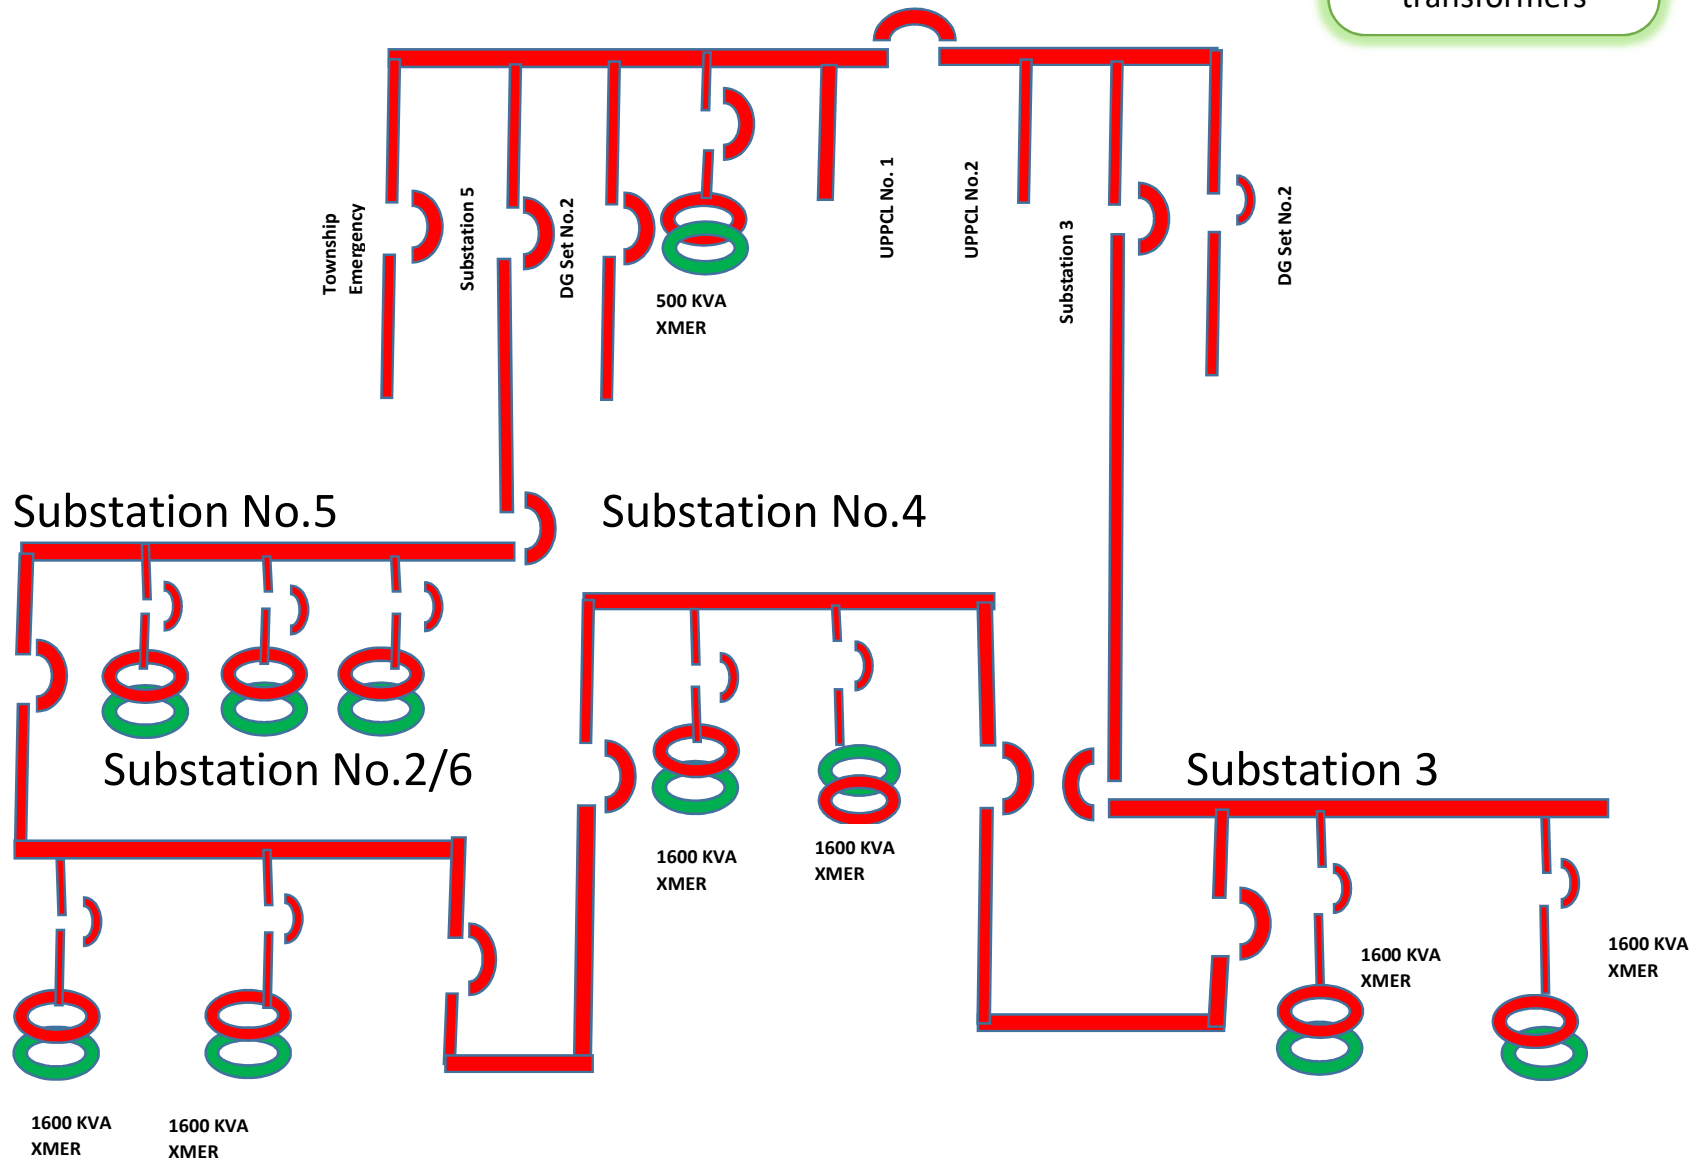 transformers
Township
Emergency
Substation 5
DG Set No.2
500 KVA
XMER
UPPCL No. 1
UPPCL No.2
Substation 3
DG Set No.2
Substation No.5
Substation No.4
Substation No.2/6
Substation 3
1600 KVA
XMER
1600 KVA
XMER
1600 KVA
XMER
1600 KVA
XMER
1600 KVA
XMER
1600 KVA
XMER